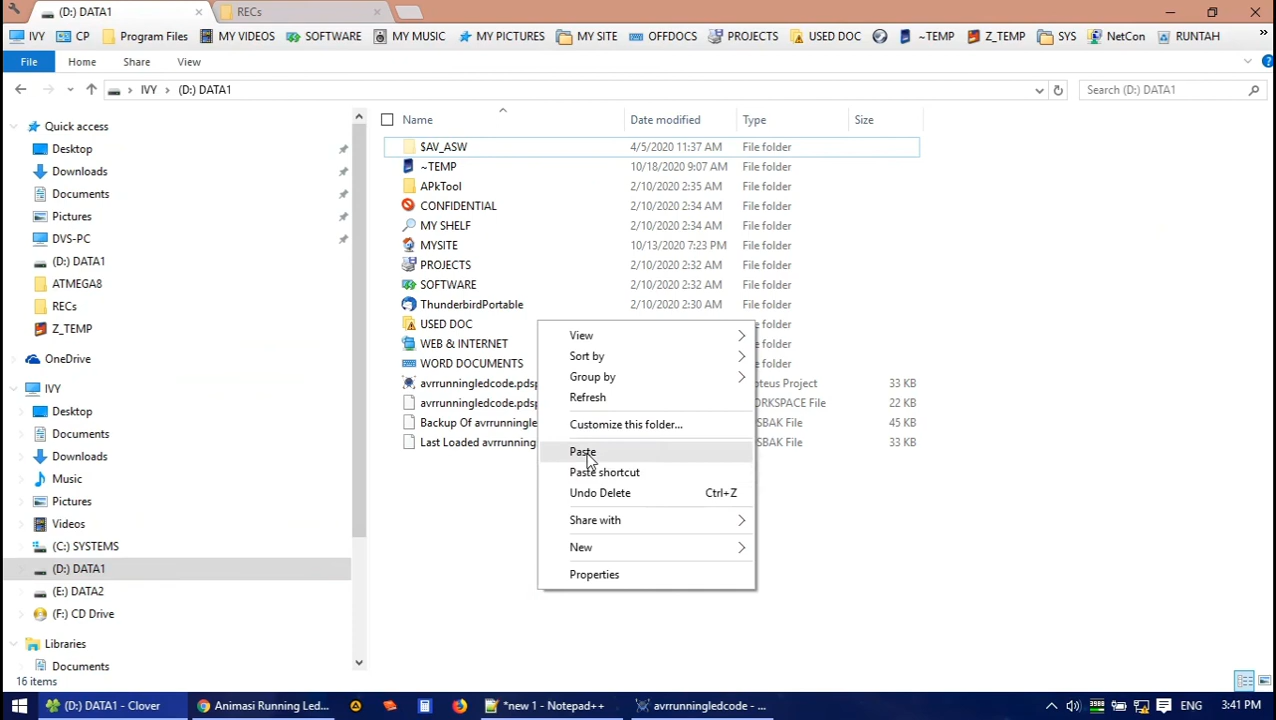 (D:) DATA1
RECs
IVY
CP
Program Files
MY VIDEOS
SOFTWARE
MY MUSIC
MY PICTURES
MY SITE
OFFDOCS
PROJECTS
USED DOC
~TEMP
Z_TEMP
SYS
NetCon
RUNTAH
File
Home
Share
View
IVY
(D:) DATA1
Search (D:) DATA1
Quick access
Desktop
Downloads
Documents
Pictures
DVS-PC
(D:) DATA1
ATMEGA8
RECs
Z_TEMP
OneDrive
IVY
Desktop
Documents
Downloads
Music
Pictures
Videos
(C:) SYSTEMS
(D:) DATA1
(E:) DATA2
(F:) CD Drive
Libraries
Documents
Name Date modified Type Size
$AV_ASW 4/5/2020 11:37 AM File folder
~TEMP 10/18/2020 9:07 AM File folder
APkTool 2/10/2020 2:35 AM File folder
CONFIDENTIAL 2/10/2020 2:34 AM File folder
MY SHELF 2/10/2020 2:34 AM File folder
MYSITE 10/13/2020 7:23 PM File folder
PROJECTS 2/10/2020 2:32 AM File folder
SOFTWARE 2/10/2020 2:32 AM File folder
ThunderbirdPortable 2/10/2020 2:30 AM File folder
USED DOC folder
WEB & INTERNET folder
WORD DOCUMENTS folder
avrrunningledcode.pdsp oteus Project 33 KB
avrrunningledcode.pdsp ORKSPACE File 22 KB
Backup Of avrrunningle SBAK File 45 KB
Last Loaded avrrunning SBAK File 33 KB
View
Sort by
Group by
Refresh
Customize this folder...
Paste
Paste shortcut
Undo Delete Ctrl+Z
Share with
New
Properties
16 items
(D:) DATA1 - Clover
Animasi Running Led...
*new 1 - Notepad++
avrrunningledcode - ...
ENG
3:41 PM